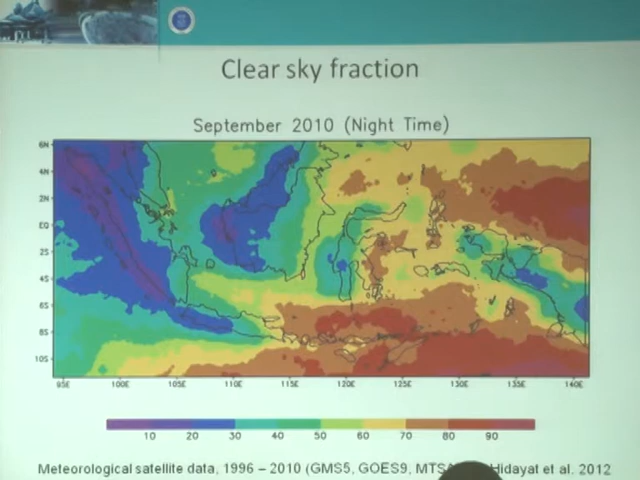 Clear sky fraction
September 2010 (Night Time)
6N
4N
2N
EQ
2S
4S
6S
8S
10S
95E 100E 105E 110E 115E 120E 125E 130E 135E 140E
10 20 30 40 50 60 70 80 90
Meteorological satellite data, 1996 – 2010 (GMS5, GOES9, Hidayat et al. 2012